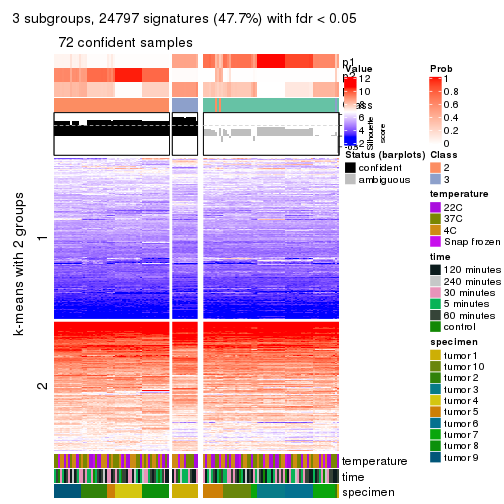 3 subgroups, 24797 signatures (47.7%) with fdr < 0.05
72 confident samples
p1
p2
Value
12
10
8
6
4
2
Prob
1
0.8
0.6
0.4
0.2
0
Silhouette
score
Status (barplots)
confident
ambiguous
Class
2
3
temperature
22C
37C
4C
Snap frozen
time
120 minutes
240 minutes
30 minutes
5 minutes
60 minutes
control
specimen
tumor 1
tumor 10
tumor 2
tumor 3
tumor 4
tumor 5
tumor 6
tumor 7
tumor 8
tumor 9
k-means with 2 groups
1
2
temperature
time
specimen